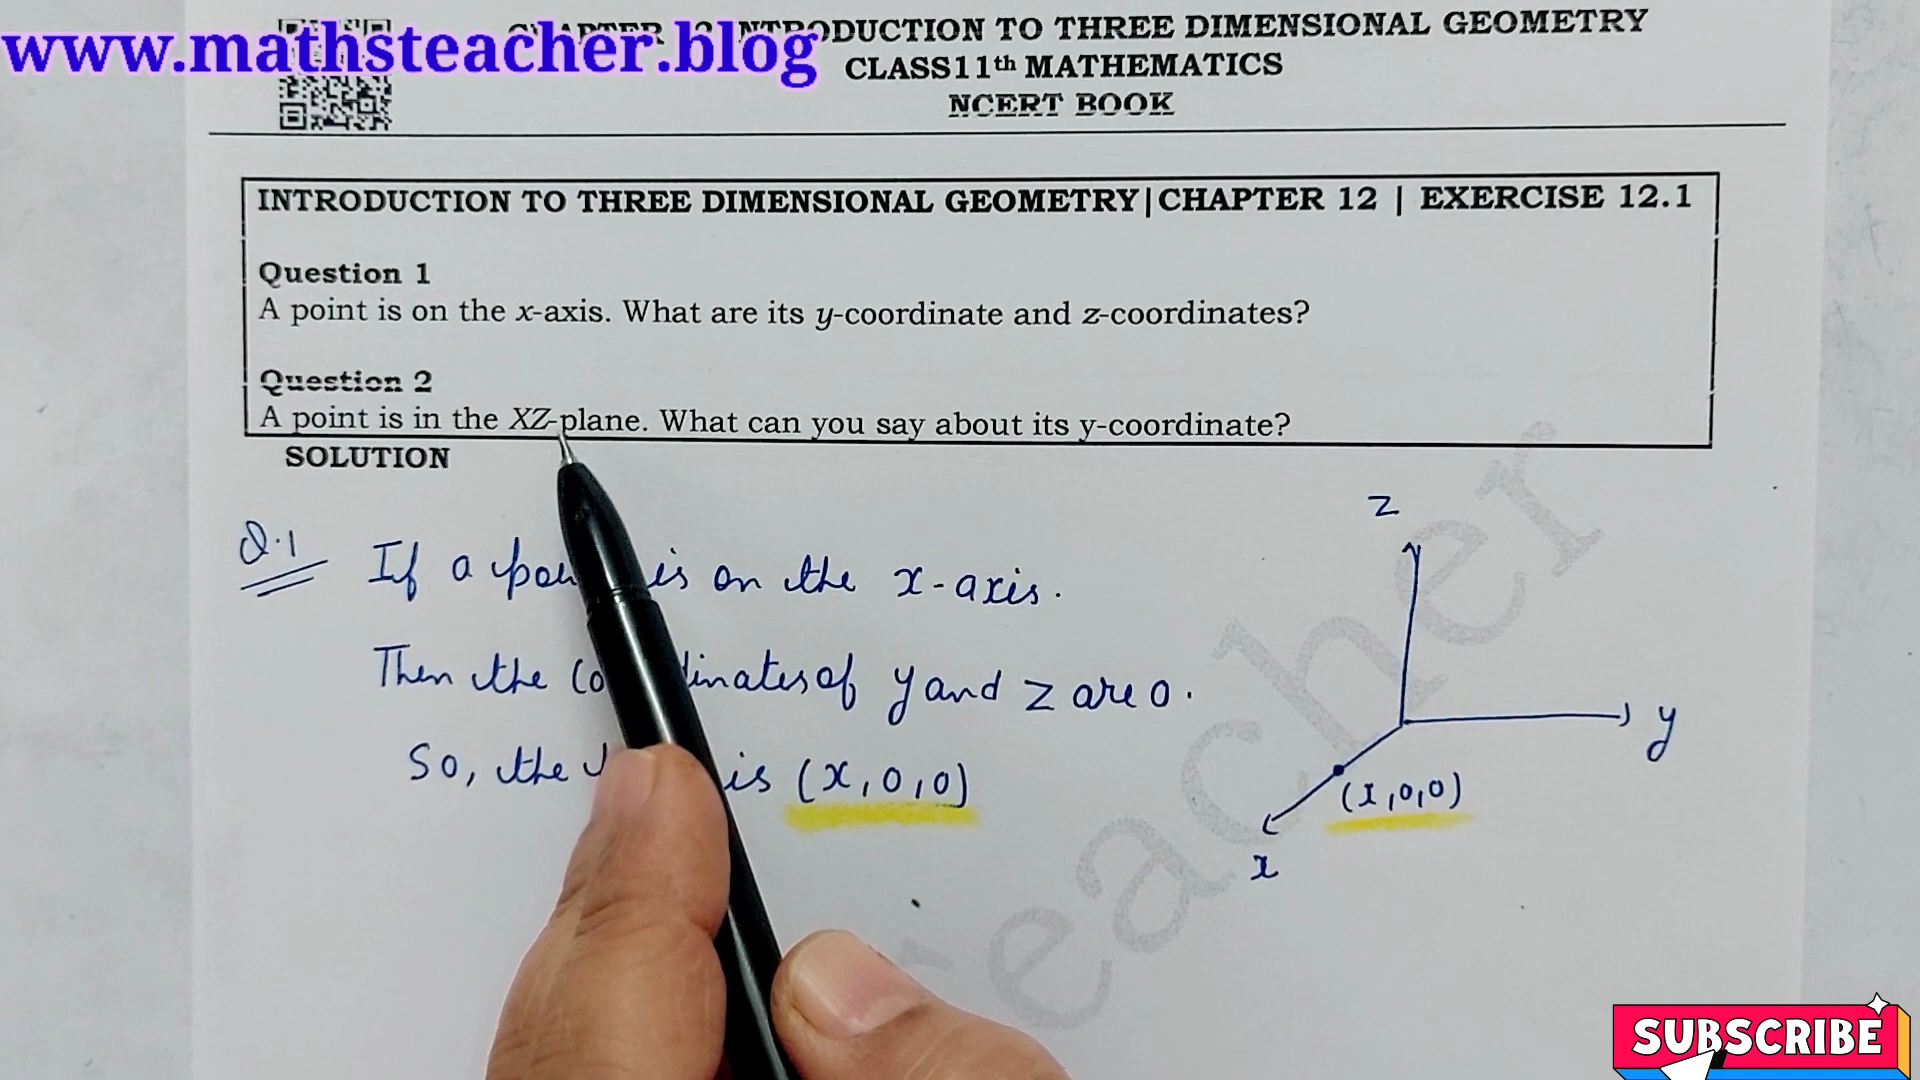 www.mathsteacher.blog
INTRODUCTION TO THREE DIMENSIONAL GEOMETRY
CLASS11th MATHEMATICS
NCERT BOOK
INTRODUCTION TO THREE DIMENSIONAL GEOMETRY|CHAPTER 12 | EXERCISE 12.1
Question 1
A point is on the x-axis. What are its y-coordinate and z-coordinates?
Question 2
A point is in the XZ-plane. What can you say about its y-coordinate?
SOLUTION
Q.1 If a is on the x-axis.
Then the of y and z are 0.
So, the is (x,0,0)
z
y
(x,0,0)
x
eacher
SUBSCRIBE